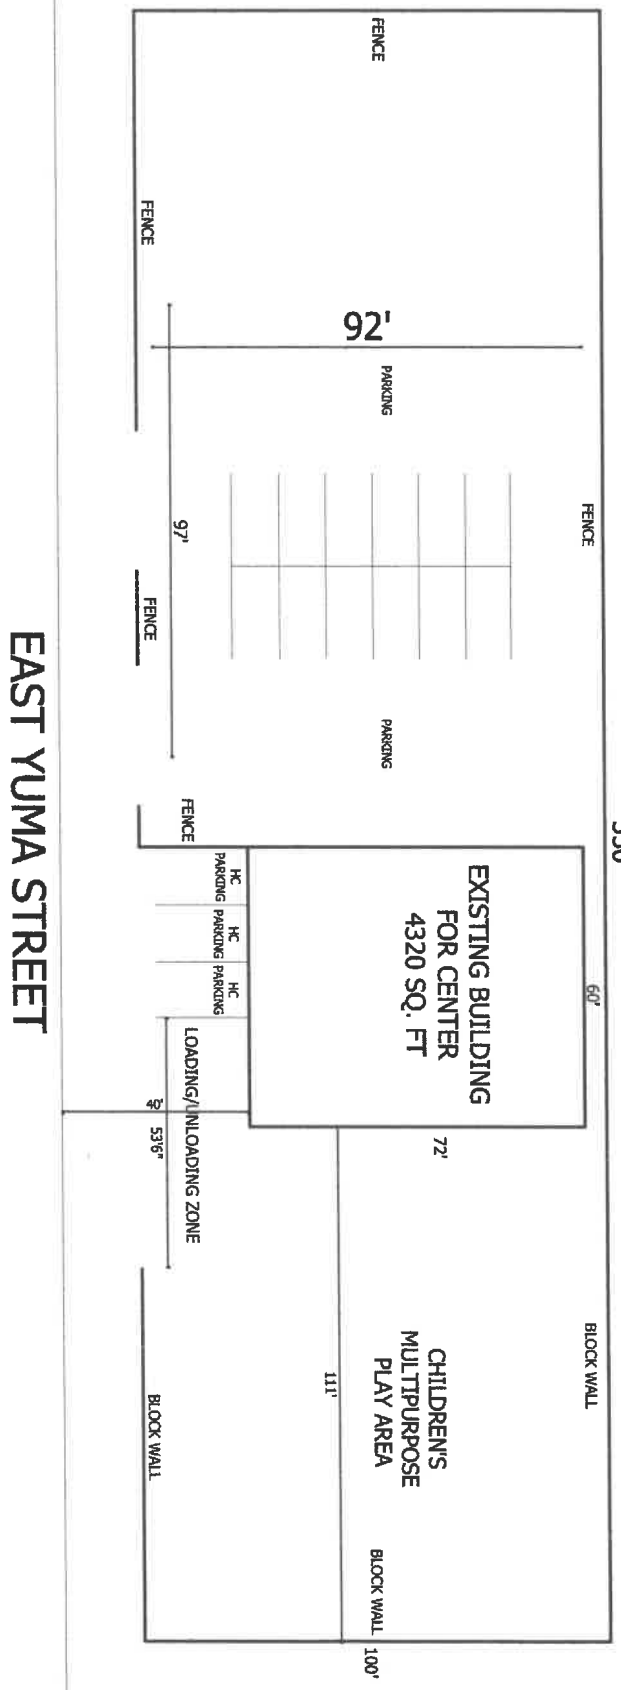 FENCE
60'
BLOCK WALL
FENCE
92'
PARKING
PARKING
EXISTING BUILDING
FOR CENTER
4320 SQ. FT
72'
CHILDREN'S
MULTIPURPOSE
PLAY AREA
BLOCK WALL
100'
111'
HC
PARKING
HC
PARKING
HC
PARKING
FENCE
LOADING/UNLOADING ZONE
97'
40'
53'6"
FENCE
FENCE
BLOCK WALL
EAST YUMA STREET